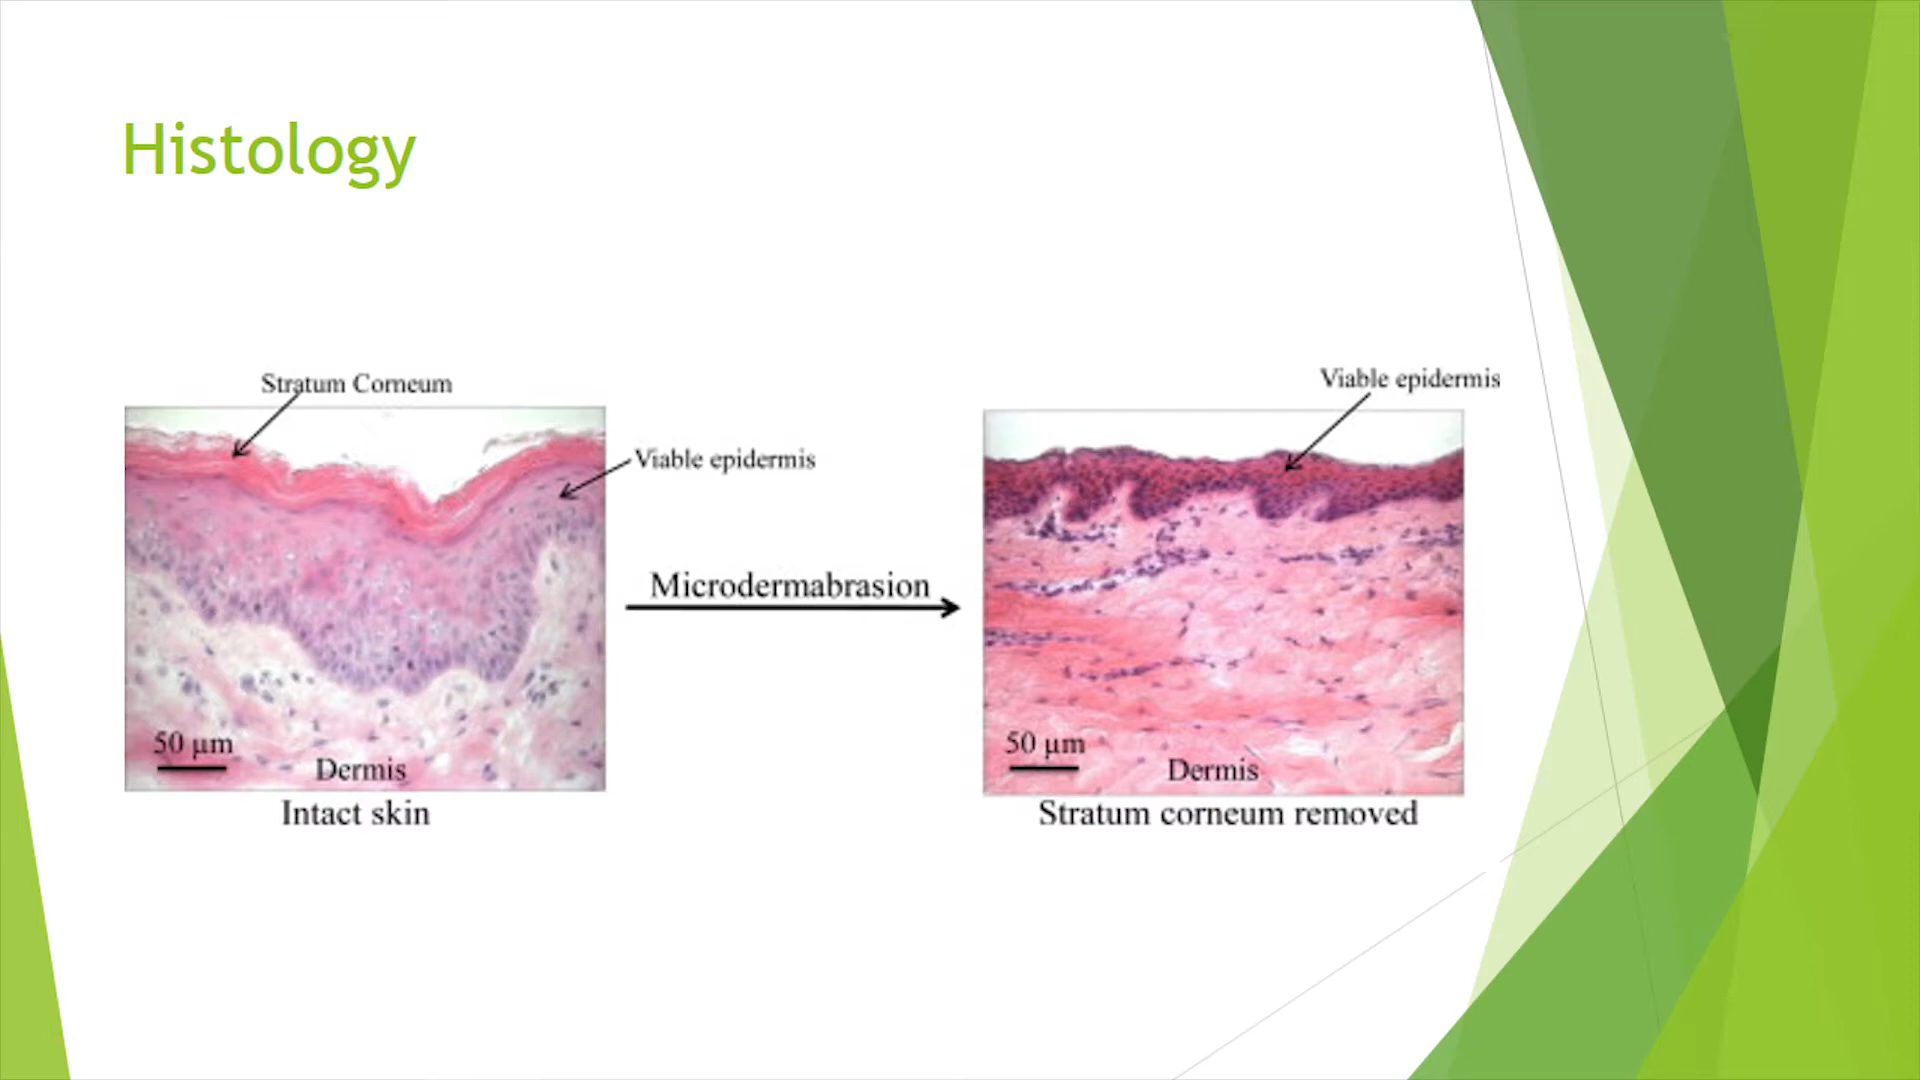 Histology
Stratum Corneum
Viable epidermis
50 µm
Dermis
Intact skin
Microdermabrasion
Viable epidermis
50 µm
Dermis
Stratum corneum removed